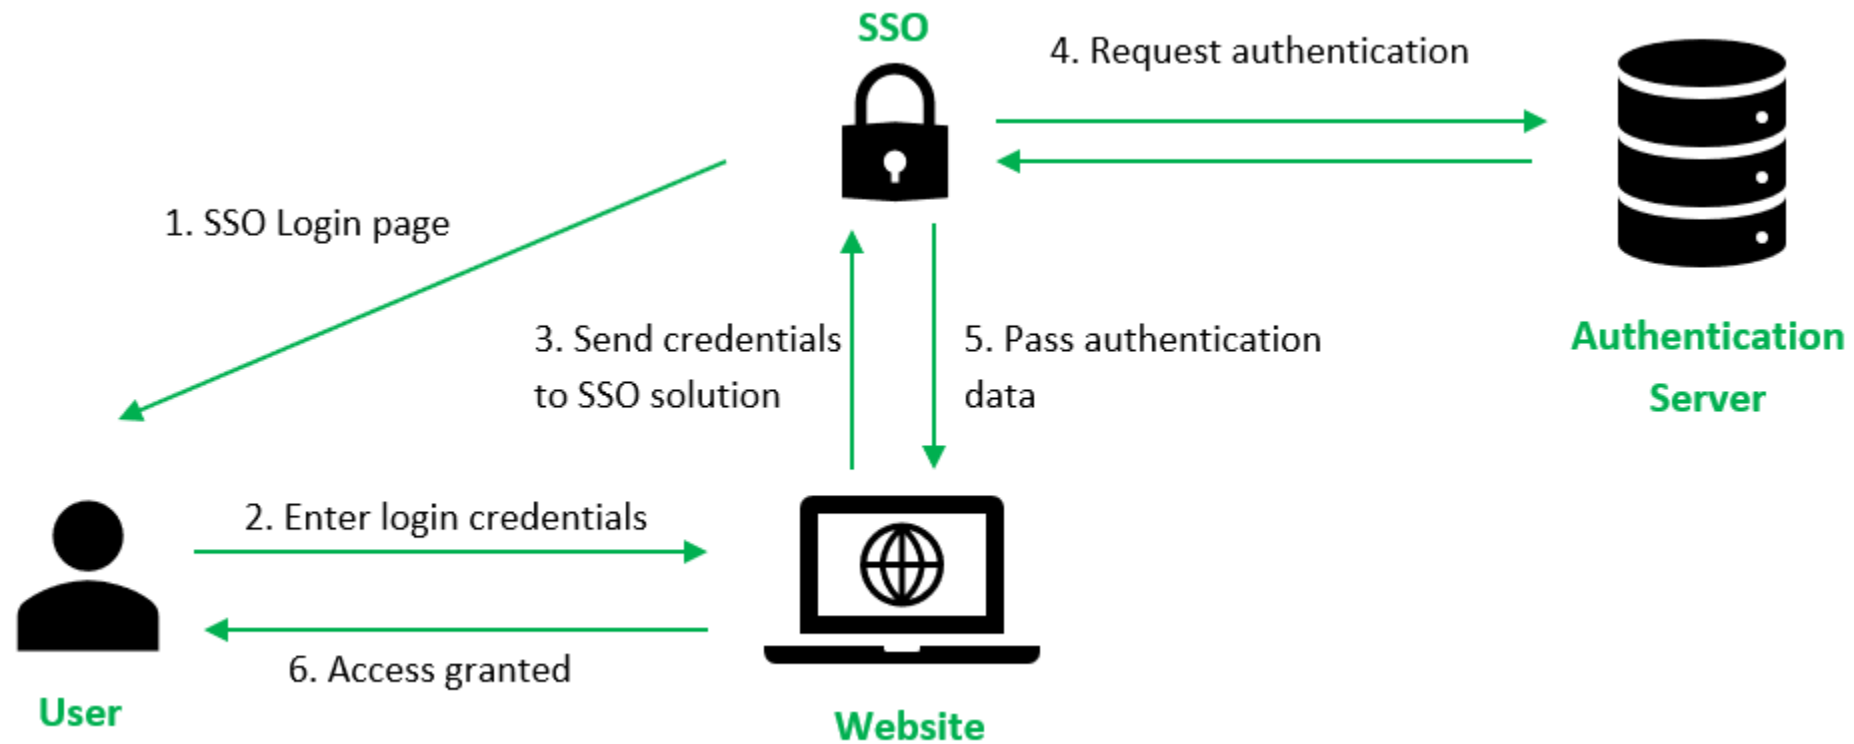 SSO
4. Request authentication
1. SSO Login page
3. Send credentials
to SSO solution
5. Pass authentication
data
Authentication
Server
2. Enter login credentials
6. Access granted
User
Website